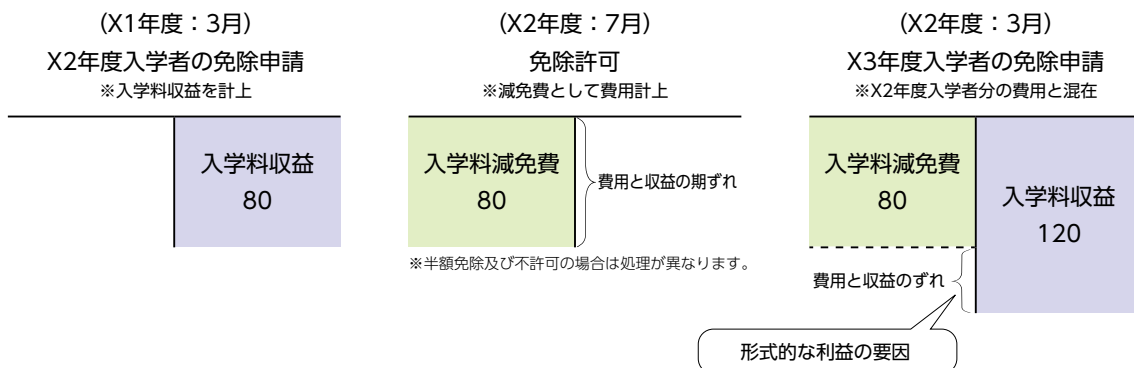 (X1年度：3月)
X2年度入学者の免除申請
※入学料収益を計上
入学料収益
80
(X2年度：7月)
免除許可
※減免費として費用計上
入学料減免費
80
費用と収益の期ずれ
※半額免除及び不許可の場合は処理が異なります。
(X2年度：3月)
X3年度入学者の免除申請
※X2年度入学者分の費用と混在
入学料減免費
80
入学料収益
120
費用と収益のずれ
形式的な利益の要因